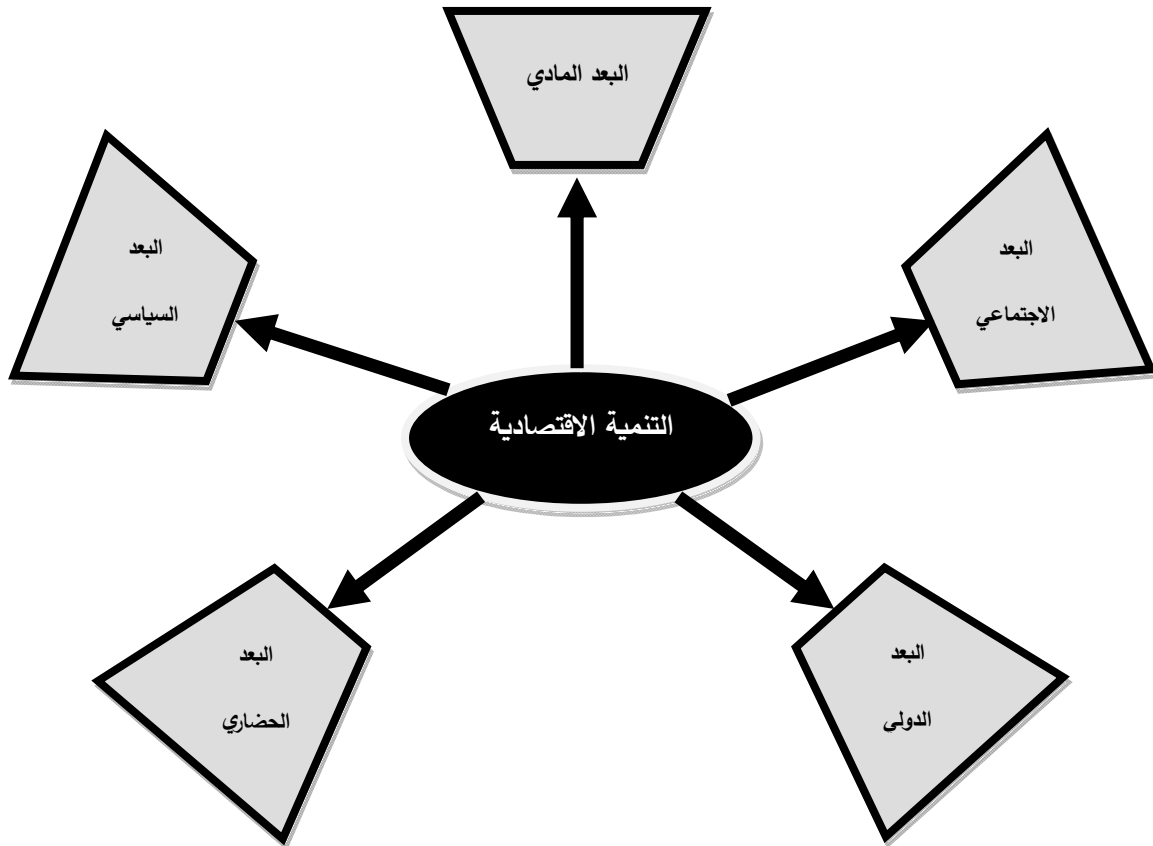 البعد المادي
البعد
الاجتماعي
البعد
السياسي
التنمية الاقتصادية
البعد
الدولي
البعد
الحضاري